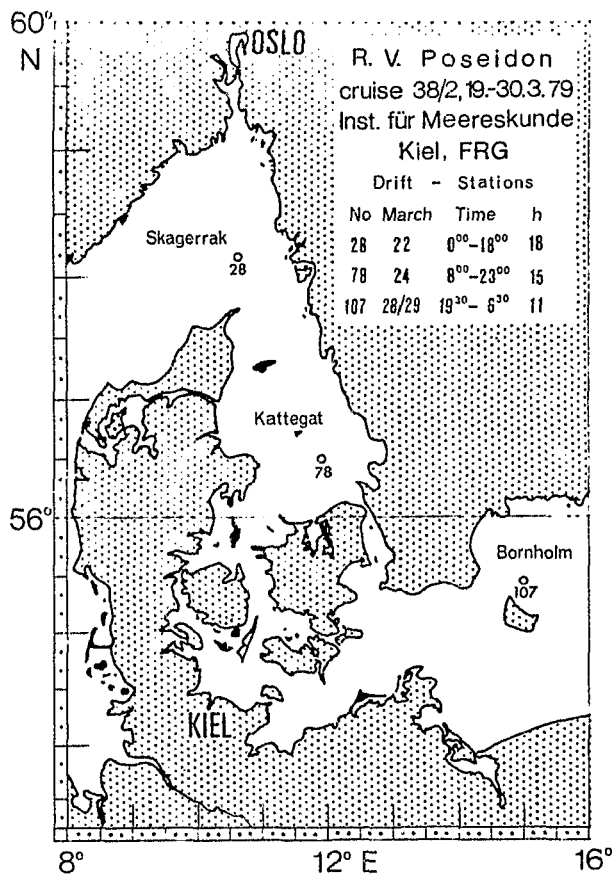 60°
N
OSLO
R. V. Poseidon
cruise 38/2, 19.-30.3.79
Inst. für Meereskunde
Kiel, FRG
Drift - Stations
No March Time h
28 22 0⁰⁰-18⁰⁰ 18
78 24 8⁰⁰-23⁰⁰ 15
107 28/29 19³⁰- 6³⁰ 11
Skagerrak
28
Kattegat
78
56°
Bornholm
107
KIEL
8° 12° E 16°